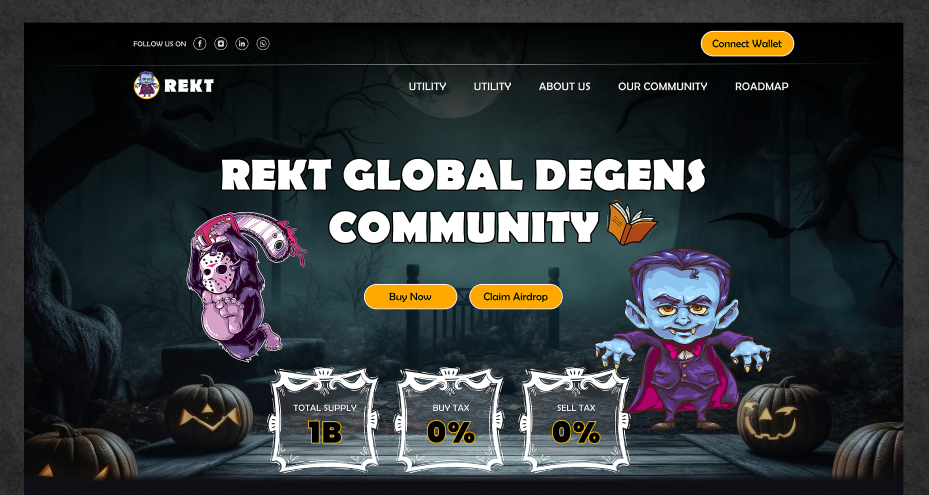 FOLLOW US ON
Connect Wallet
REKT
UTILITY
UTILITY
ABOUT US
OUR COMMUNITY
ROADMAP
REKT GLOBAL DEGENS
COMMUNITY
Buy Now
Claim Airdrop
TOTAL SUPPLY
1B
BUY TAX
0%
SELL TAX
0%